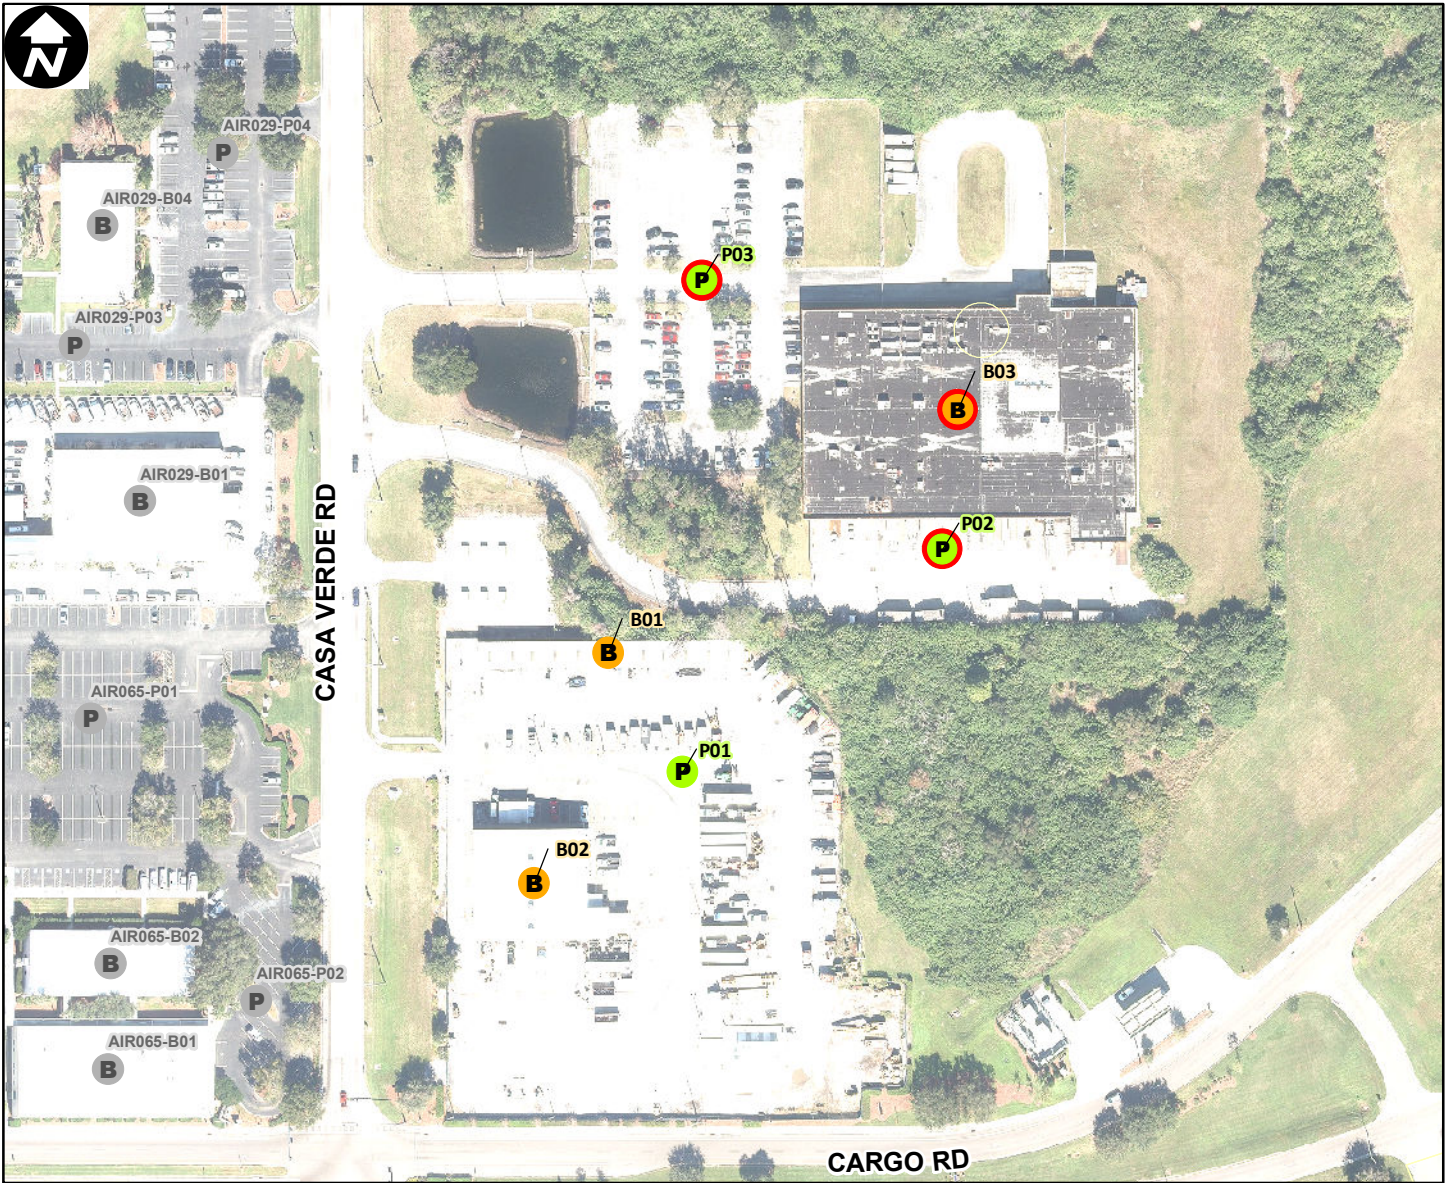 N
AIR029-P04
P
AIR029-B04
B
P03
P
AIR029-P03
P
B03
B
AIR029-B01
B
CASA VERDE RD
P02
P
B01
B
AIR065-P01
P
P01
P
B02
B
AIR065-B02
B
AIR065-P02
P
AIR065-B01
B
CARGO RD